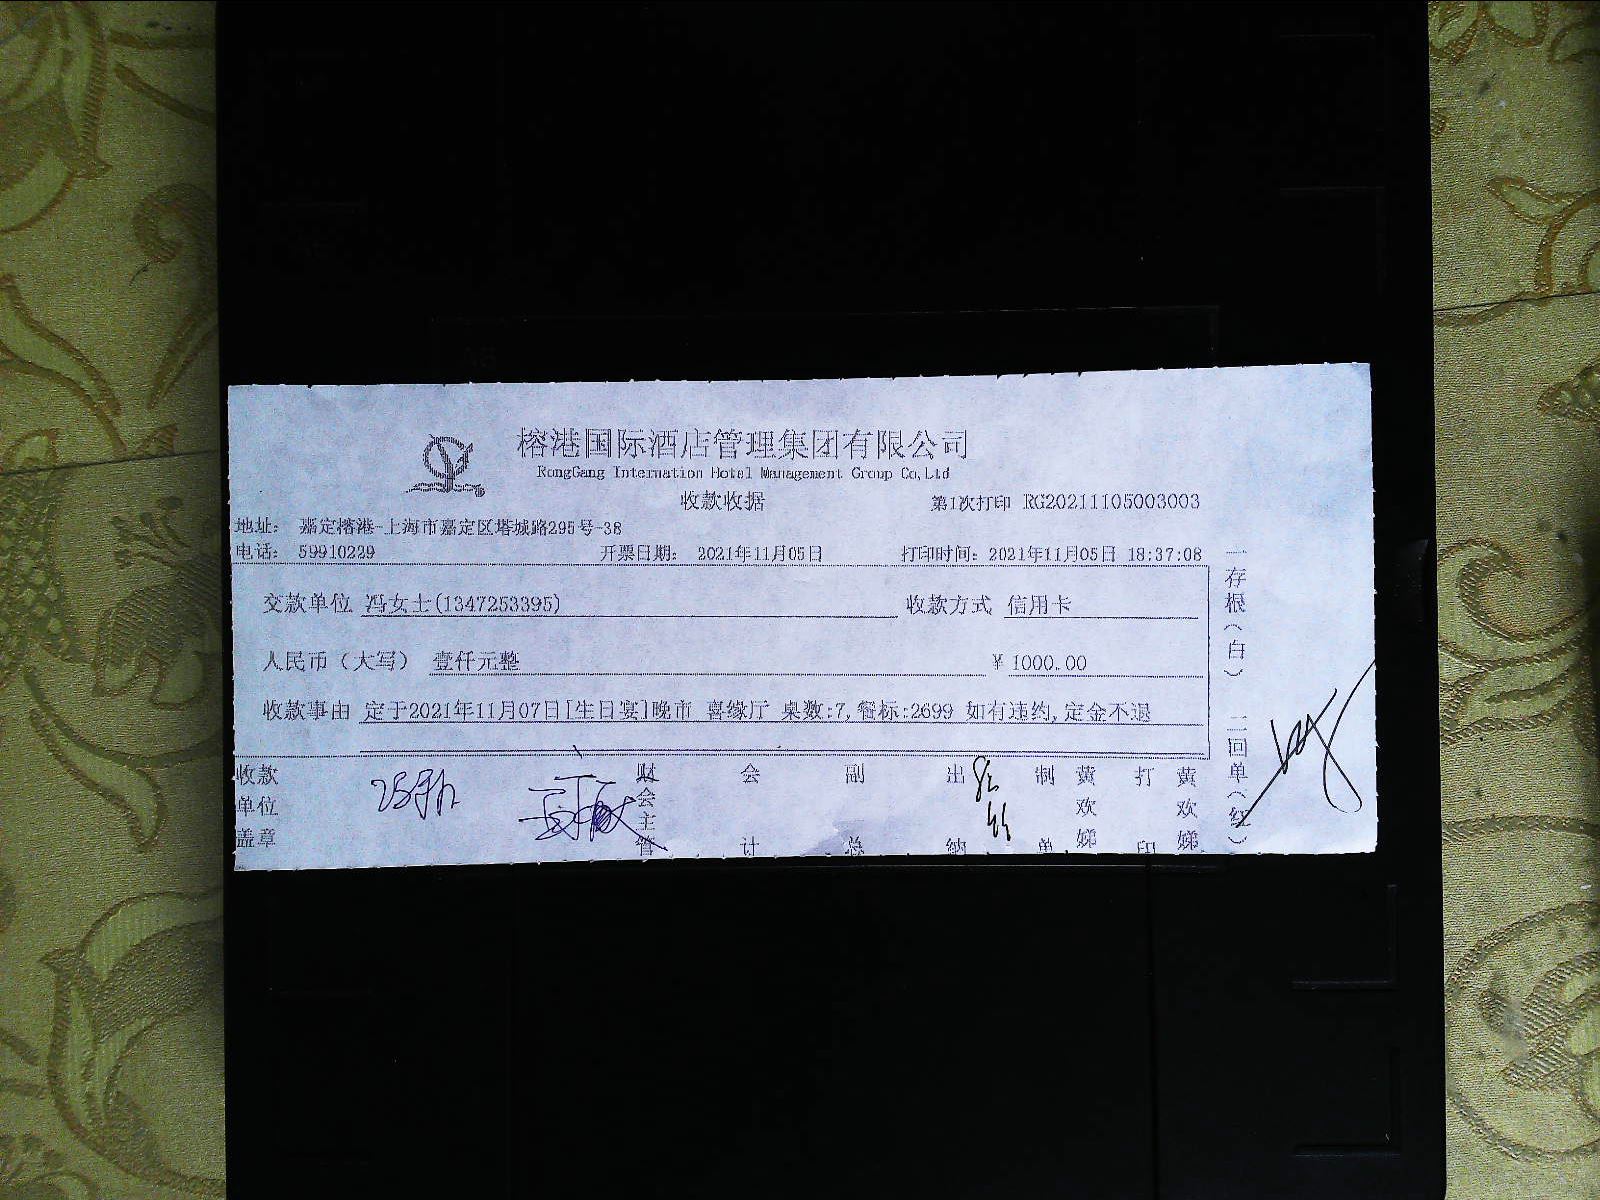 榕港国际酒店管理集团有限公司
RongGang Internation Hotel Management Group Co,Ltd
收款收据
第1次打印 RG20211105003003
地址: 嘉定榕港-上海市嘉定区塔城路295号-38
电话: 59910229 开票日期: 2021年11月05日 打印时间: 2021年11月05日 18:37:08
交款单位 冯女士(1347253395) 收款方式 信用卡
人民币（大写） 壹仟元整 ¥ 1000.00
收款事由 定于2021年11月07日[生日宴]晚市 喜缘厅 桌数:7,餐标:2699 如有违约,定金不退
收款单位盖章
财会主管
会计
副总
出纳
制单
黄欢娣
打印
黄欢娣
一存根（白） 二回单（红）